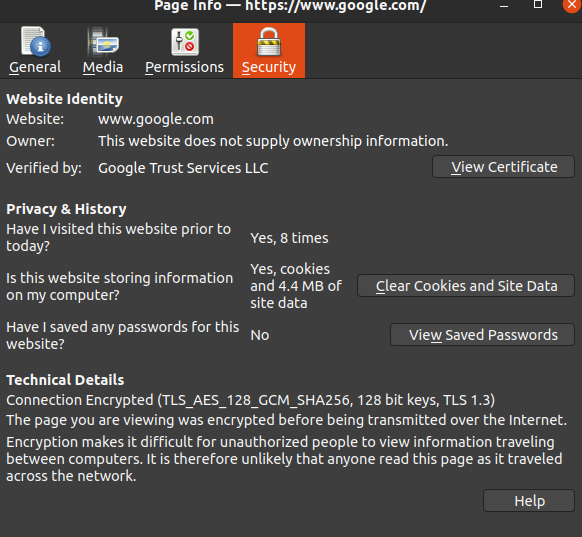 Page Info — https://www.google.com/
General Media Permissions Security
Website Identity
Website: www.google.com
Owner: This website does not supply ownership information.
Verified by: Google Trust Services LLC View Certificate
Privacy & History
Have I visited this website prior to
today?
Yes, 8 times
Is this website storing information
on my computer?
Yes, cookies
and 4.4 MB of
site data
Clear Cookies and Site Data
Have I saved any passwords for this
website?
No
View Saved Passwords
Technical Details
Connection Encrypted (TLS_AES_128_GCM_SHA256, 128 bit keys, TLS 1.3)
The page you are viewing was encrypted before being transmitted over the Internet.
Encryption makes it difficult for unauthorized people to view information traveling
between computers. It is therefore unlikely that anyone read this page as it traveled
across the network.
Help